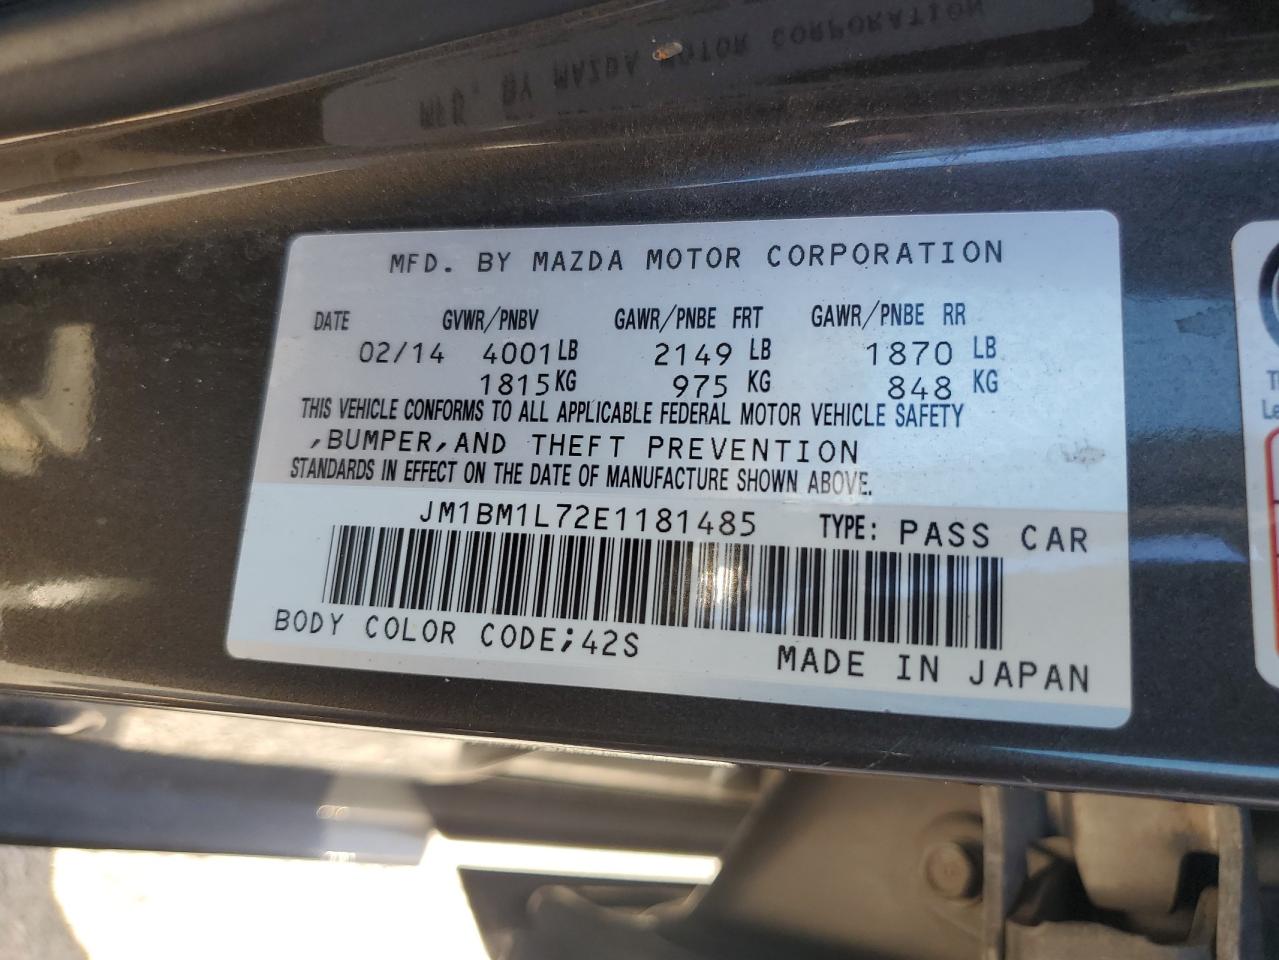 MFD. BY MAZDA MOTOR CORPORATION
DATE GVWR/PNBV GAWR/PNBE FRT GAWR/PNBE RR
02/14 4001LB 2149 LB 1870 LB
1815KG 975 KG 848 KG
THIS VEHICLE CONFORMS TO ALL APPLICABLE FEDERAL MOTOR VEHICLE SAFETY
,BUMPER,AND THEFT PREVENTION
STANDARDS IN EFFECT ON THE DATE OF MANUFACTURE SHOWN ABOVE.
JM1BM1L72E1181485 TYPE: PASS CAR
BODY COLOR CODE;42S
MADE IN JAPAN